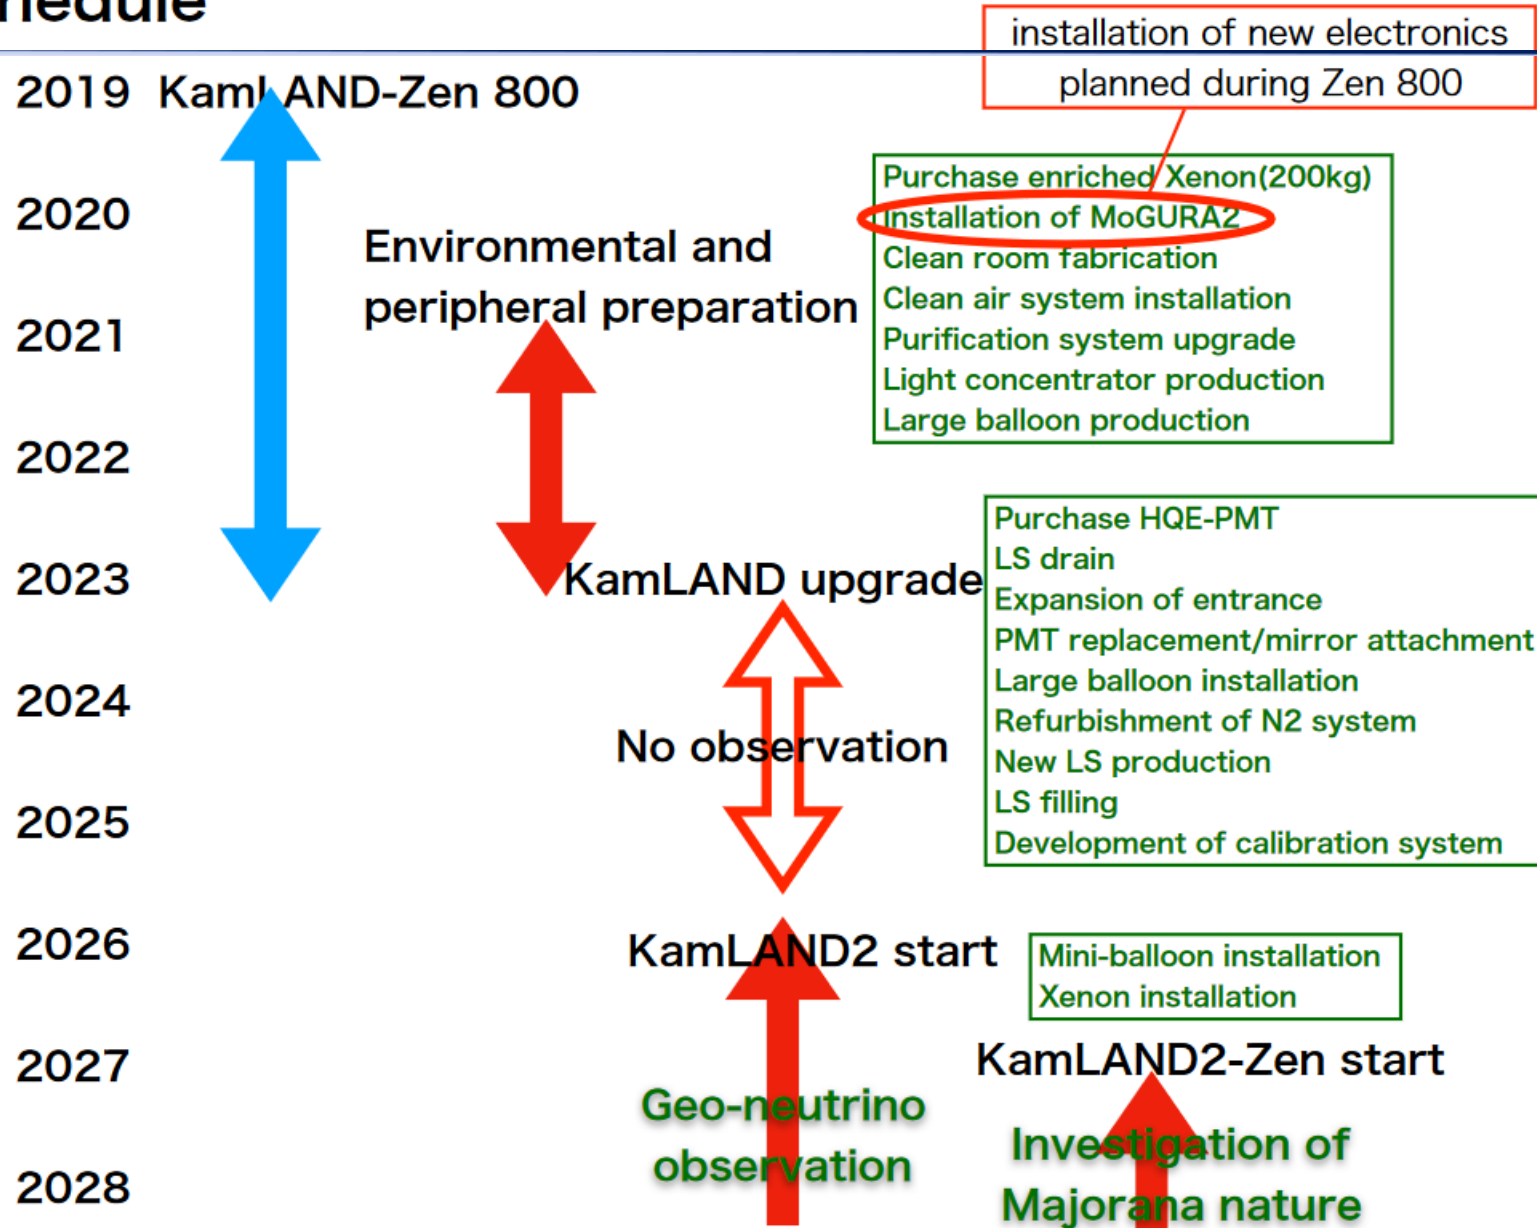 hedule
installation of new electronics
planned during Zen 800
2019 KamLAND-Zen 800
Purchase enriched Xenon(200kg)
2020
Installation of MoGURA2
Environmental and
peripheral preparation
Clean room fabrication
Clean air system installation
2021
Purification system upgrade
Light concentrator production
Large balloon production
2022
Purchase HQE-PMT
LS drain
2023
KamLAND upgrade
Expansion of entrance
PMT replacement/mirror attachment
Large balloon installation
2024
Refurbishment of N2 system
No observation
New LS production
LS filling
2025
Development of calibration system
2026
KamLAND2 start
Mini-balloon installation
Xenon installation
2027
KamLAND2-Zen start
Geo-neutrino
observation
Investigation of
Majorana nature
2028